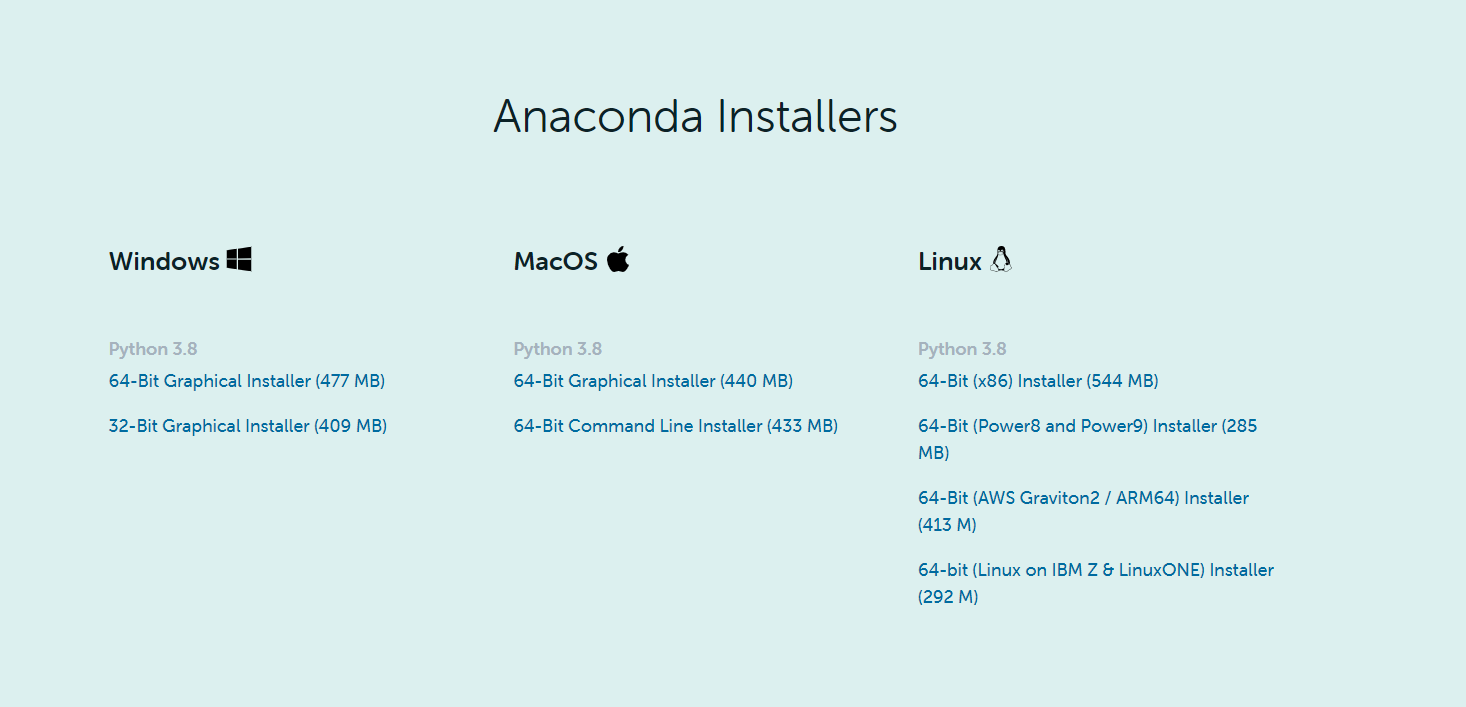 Anaconda Installers
Windows
Python 3.8
64-Bit Graphical Installer (477 MB)
32-Bit Graphical Installer (409 MB)
MacOS
Python 3.8
64-Bit Graphical Installer (440 MB)
64-Bit Command Line Installer (433 MB)
Linux
Python 3.8
64-Bit (x86) Installer (544 MB)
64-Bit (Power8 and Power9) Installer (285
MB)
64-Bit (AWS Graviton2 / ARM64) Installer
(413 M)
64-bit (Linux on IBM Z & LinuxONE) Installer
(292 M)